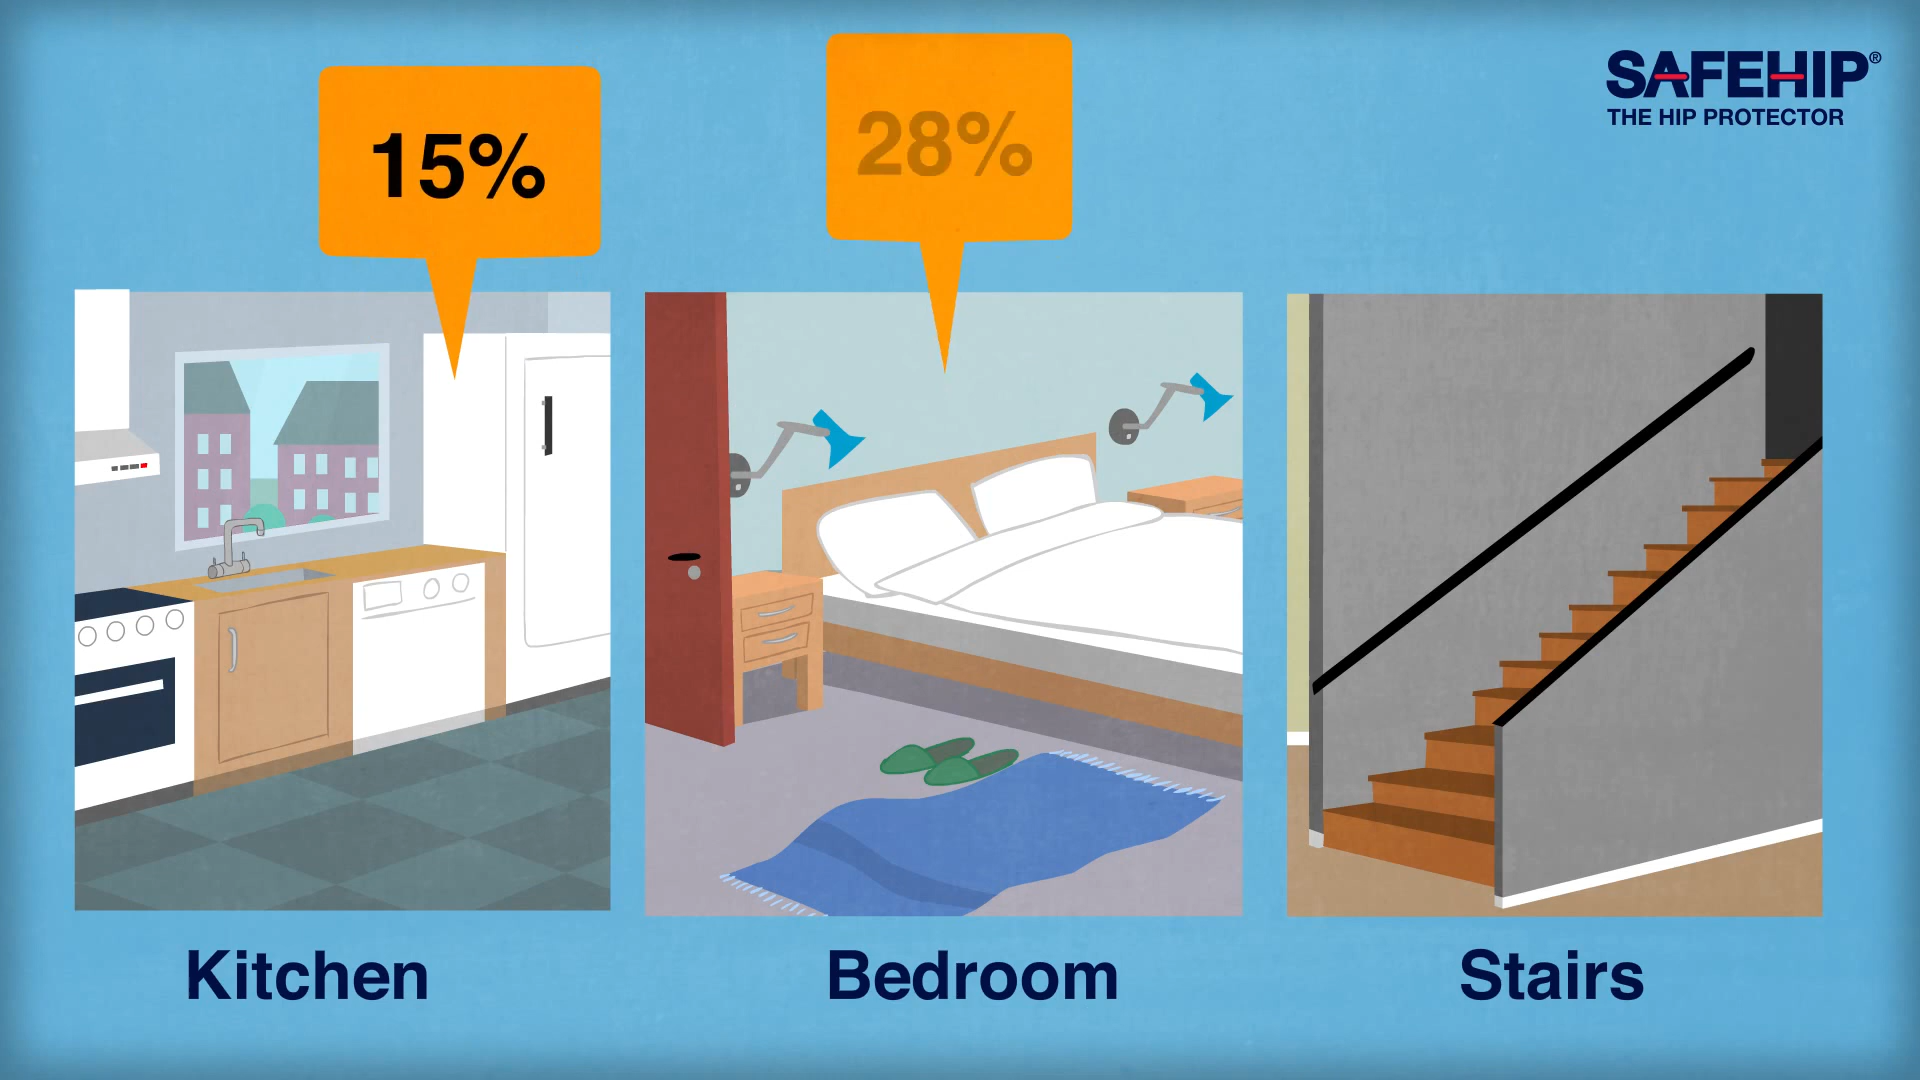 15%
28%
SAFEHIP®
THE HIP PROTECTOR
Kitchen
Bedroom
Stairs